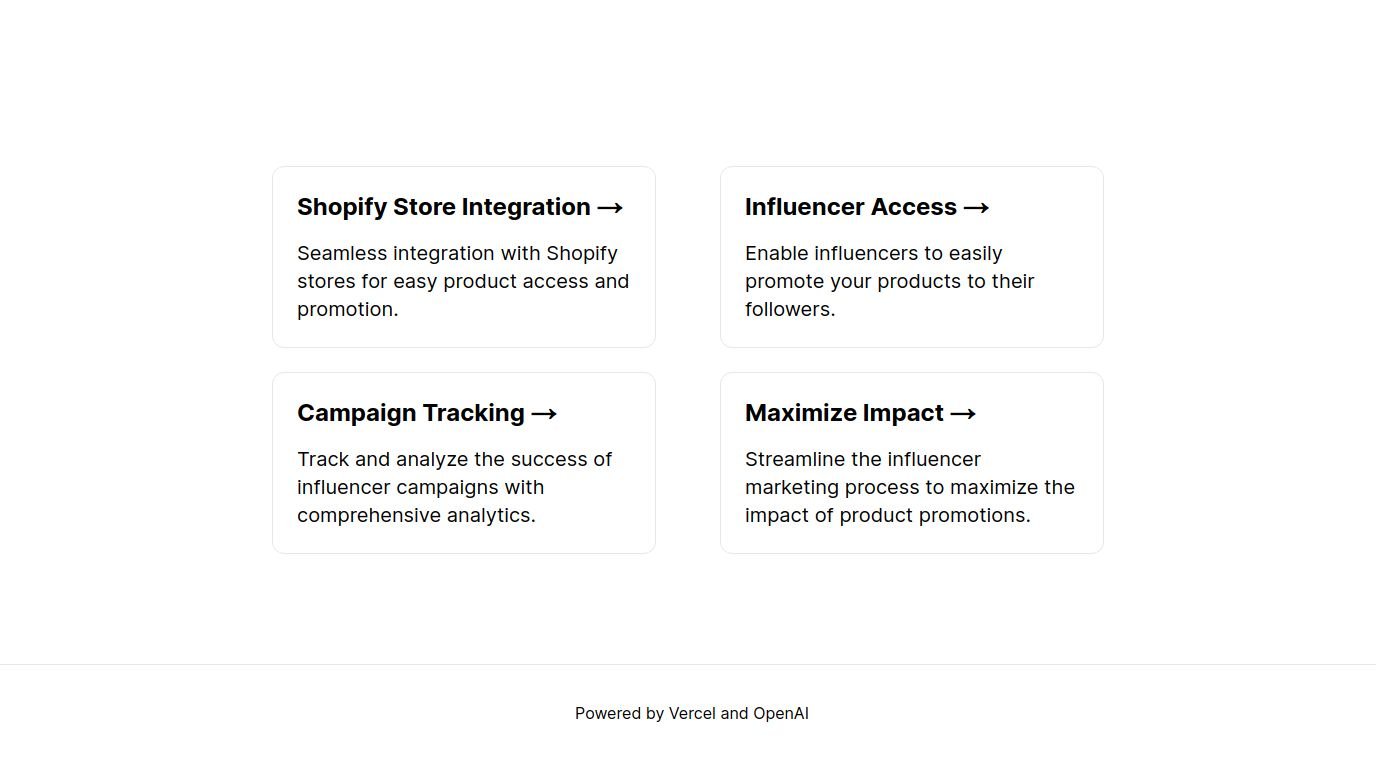 Shopify Store Integration →
Seamless integration with Shopify
stores for easy product access and
promotion.
Influencer Access →
Enable influencers to easily
promote your products to their
followers.
Campaign Tracking →
Track and analyze the success of
influencer campaigns with
comprehensive analytics.
Maximize Impact →
Streamline the influencer
marketing process to maximize the
impact of product promotions.
Powered by Vercel and OpenAI